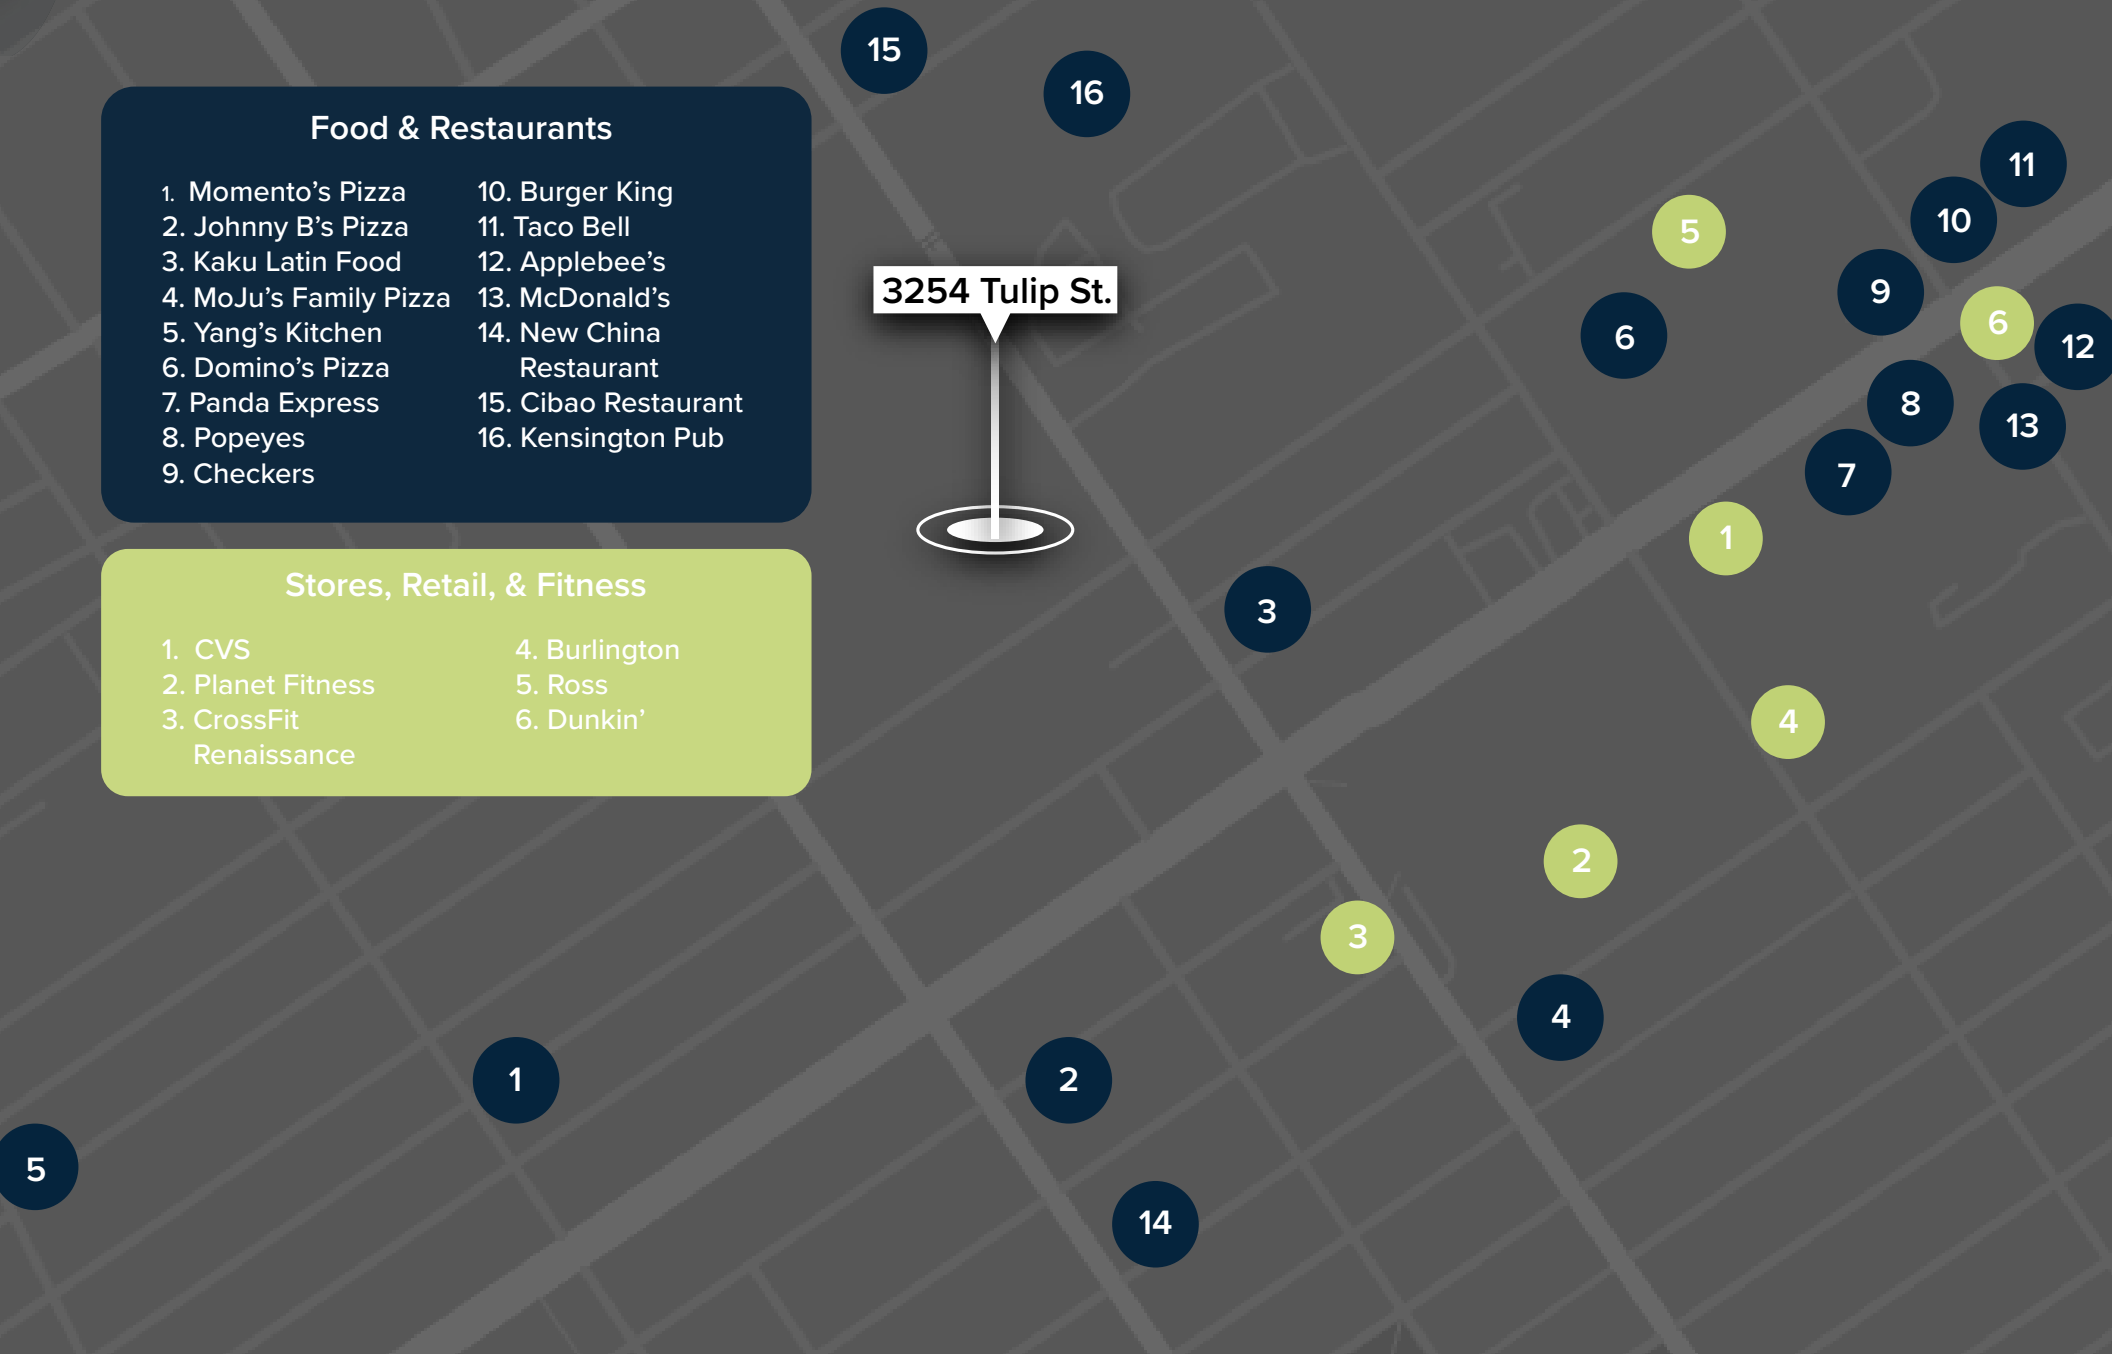 15
16
Food & Restaurants
1. Momento's Pizza
2. Johnny B's Pizza
3. Kaku Latin Food
4. MoJu's Family Pizza
5. Yang's Kitchen
6. Domino's Pizza
7. Panda Express
8. Popeyes
9. Checkers
10. Burger King
11. Taco Bell
12. Applebee's
13. McDonald's
14. New China
Restaurant
15. Cibao Restaurant
16. Kensington Pub
3254 Tulip St.
11
10
5
9
6
12
6
8
13
7
1
3
Stores, Retail, & Fitness
1. CVS
2. Planet Fitness
3. CrossFit
Renaissance
4. Burlington
5. Ross
6. Dunkin'
4
2
3
4
1
2
5
14